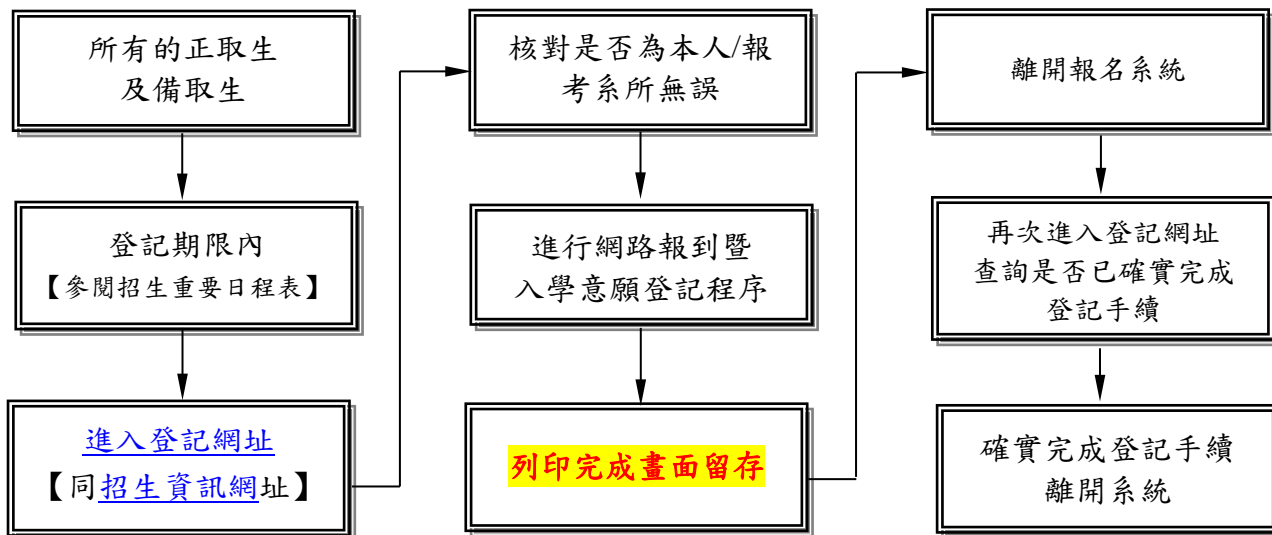 所有的正取生
及備取生
登記期限內
【參閱招生重要日程表】
進入登記網址
【同招生資訊網址】
核對是否為本人/報
考系所無誤
進行網路報到暨
入學意願登記程序
列印完成畫面留存
離開報名系統
再次進入登記網址
查詢是否已確實完成
登記手續
確實完成登記手續
離開系統